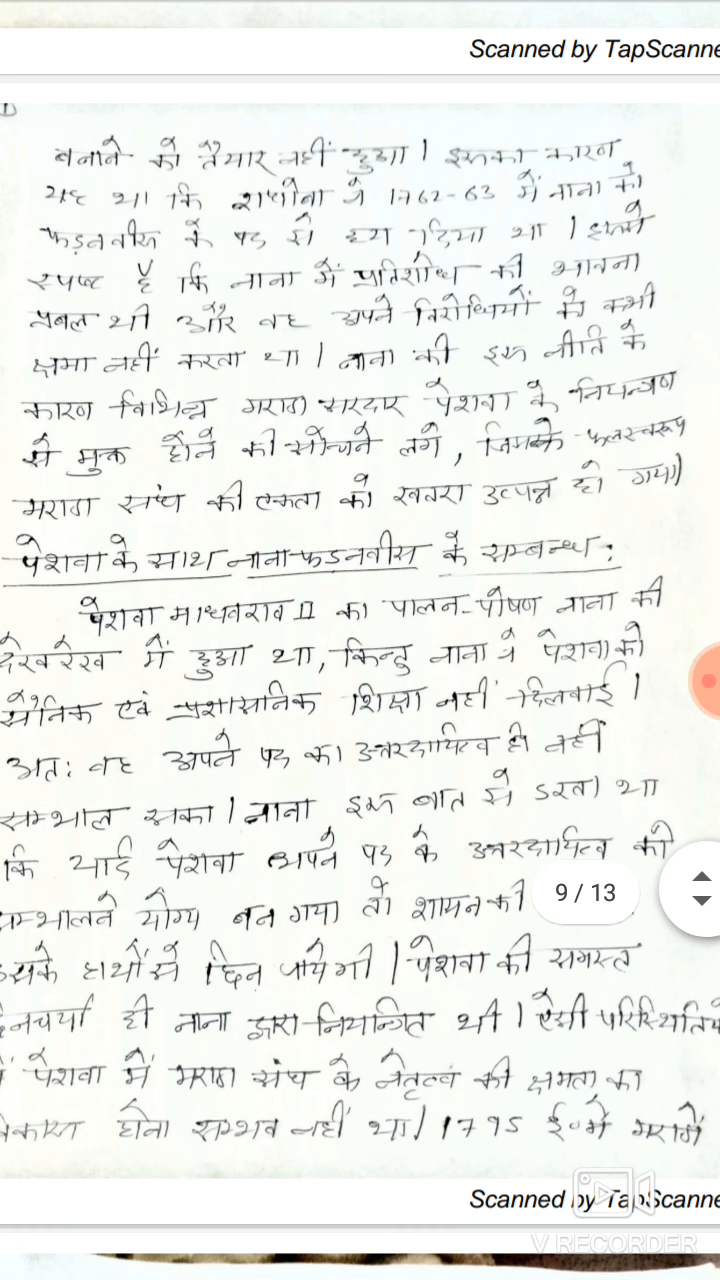 Scanned by TapScanne
बनाने को तैयार नहीं हुआ। इसका कारण
यह था कि राघोबा ने 1762-63 में नाना को
फड़नवीस के पद से हटा दिया था। इससे
स्पष्ट है कि नाना में प्रतिशोध की भावना
प्रबल थी और वह अपने विरोधियों को कभी
क्षमा नहीं करता था। नाना की इस नीति के
कारण विभिन्न मराठा सरदार पेशवा के नियन्त्रण
से मुक्त होने की सोचने लगे, जिसके फलस्वरूप
मराठा संघ की एकता को खतरा उत्पन्न हो गया।
पेशवा के साथ नाना फडनवीस के सम्बन्ध:
पेशवा माधवराव II का पालन-पोषण नाना की
देखरेख में हुआ था, किन्तु नाना ने पेशवा को
सैनिक एवं प्रशासनिक शिक्षा नहीं दिलवाई।
अत: वह अपने पद का उत्तरदायित्व ही नहीं
सम्भाल सका। नाना इस बात से डरता था
कि यदि पेशवा अपने पद के उत्तरदायित्व को
सम्भालने योग्य बन गया तो शासन की
9 / 13
उसके हाथों से छिन जायेगी। पेशवा की समस्त
दिनचर्या ही नाना द्वारा नियन्त्रित थी। ऐसी परिस्थितियों
में पेशवा में मराठा संघ के नेतृत्व की क्षमता का
विकास होना सम्भव नहीं था। 1795 ई॰ में मराठों
Scanned by TapScanne
V RECORDER